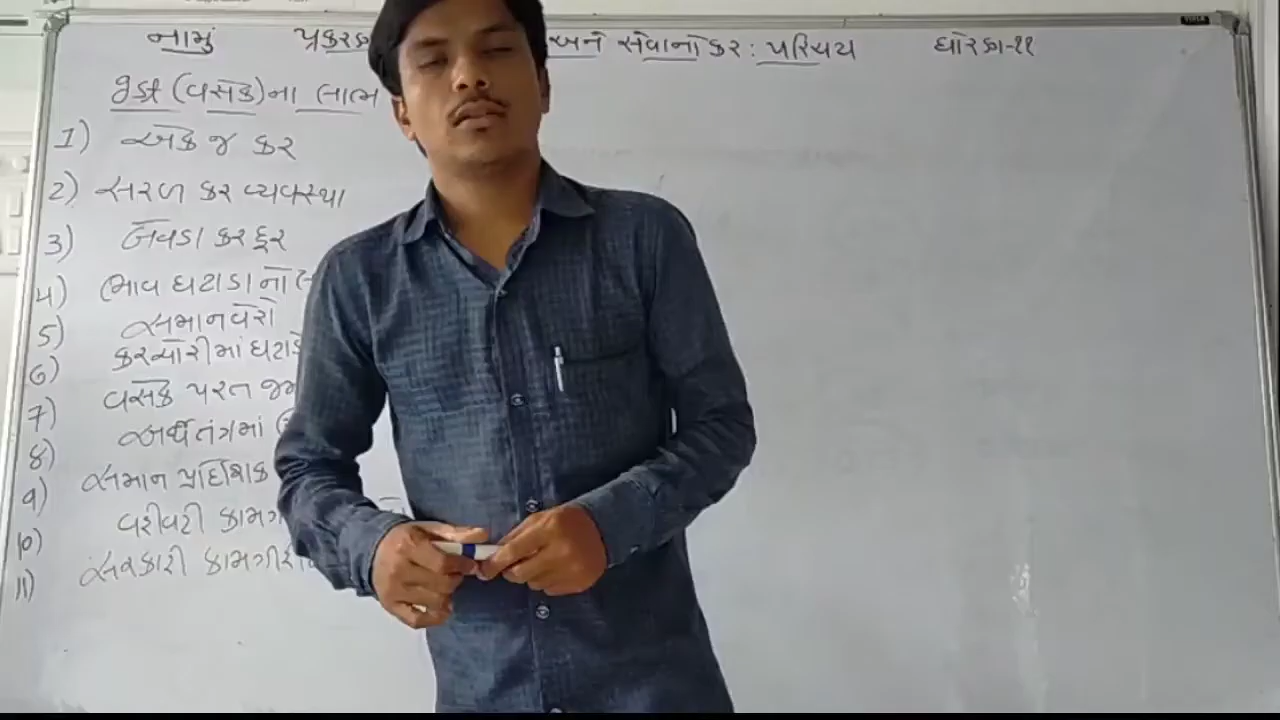 નામું પ્રકરણ અને સેવાનો કર : પરિચય ધોરણ-૧૧
જીએસટી (વસેક)ના લાભ
1) એક જ કર
2) સરળ કર વ્યવસ્થા
3) બેવડા કર દૂર
4) ભાવ ઘટાડાનો
5) સમાનવેરો
6) કરચોરીમાં ઘટાડો
7) વસેક પરત
8) અર્થતંત્રમાં
9) સમાન પ્રાદેશિક
10) વહીવટી
11) સરકારી